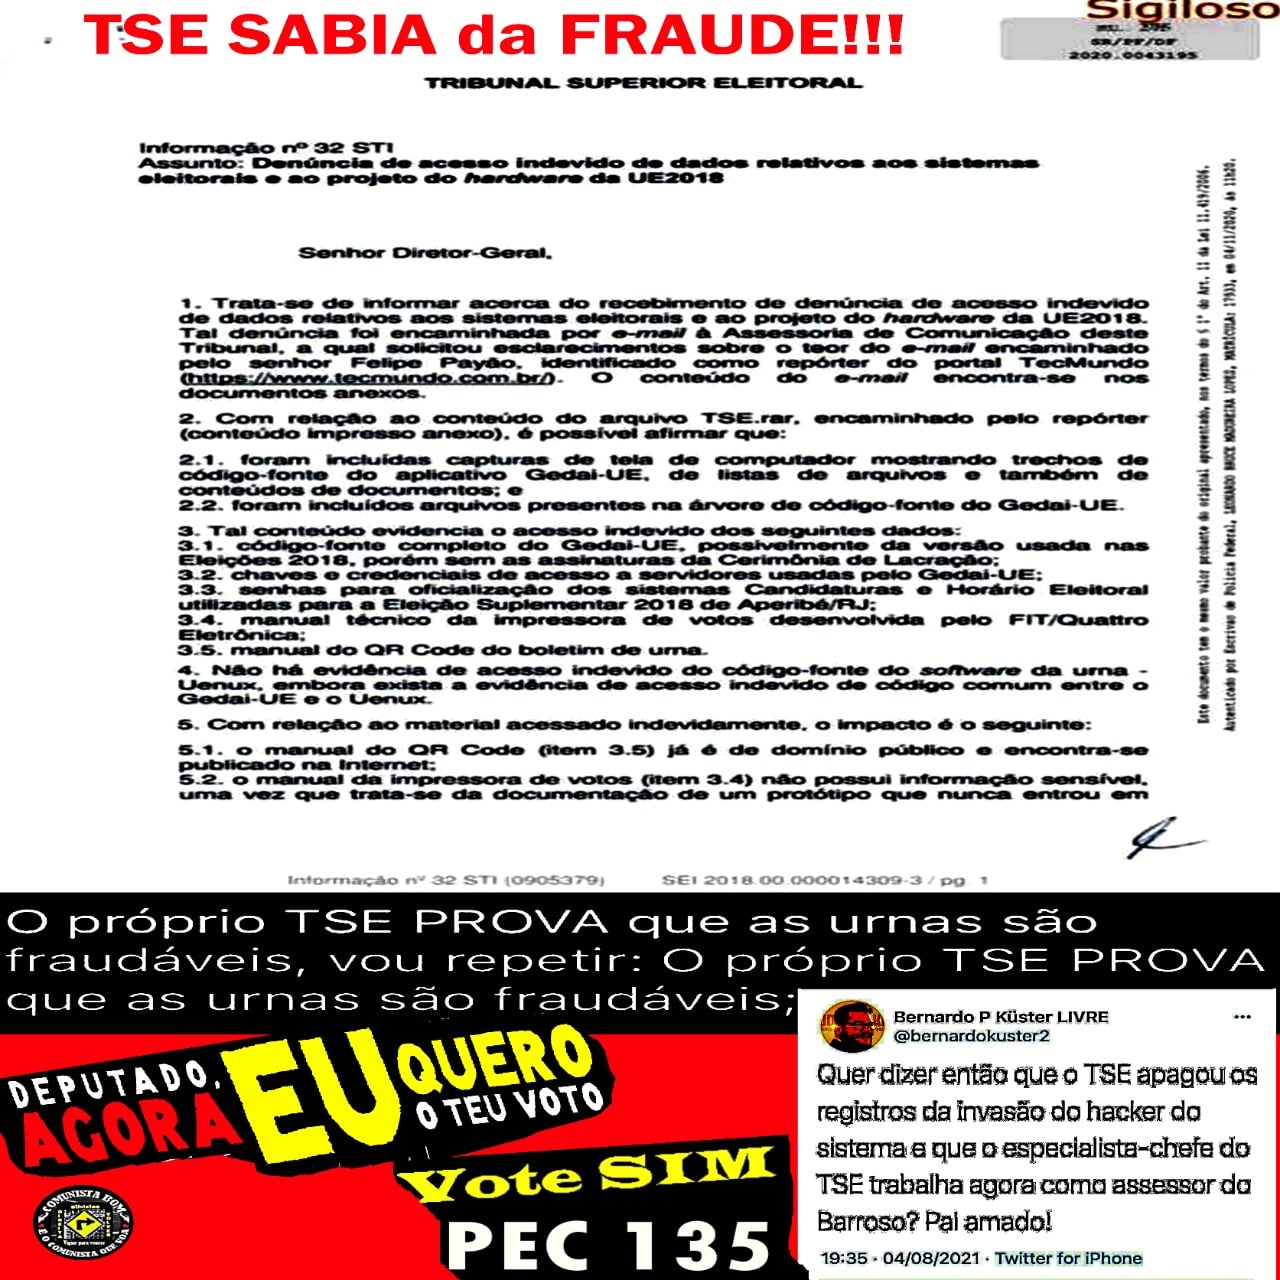 TSE SABIA da FRAUDE!!!
Sigiloso
SR/PF/DF
2020.0043195
TRIBUNAL SUPERIOR ELEITORAL
Informação nº 32 STI
Assunto: Denúncia de acesso indevido de dados relativos aos sistemas
eleitorais e ao projeto do hardware da UE2018
Senhor Diretor-Geral,
1. Trata-se de informar acerca do recebimento de denúncia de acesso indevido
de dados relativos aos sistemas eleitorais e ao projeto do hardware da UE2018.
Tal denúncia foi encaminhada por e-mail à Assessoria de Comunicação deste
Tribunal, a qual solicitou esclarecimentos sobre o teor do e-mail encaminhado
pelo senhor Felipe Payão, identificado como repórter do portal TecMundo
(https://www.tecmundo.com.br/). O conteúdo do e-mail encontra-se nos
documentos anexos.
2. Com relação ao conteúdo do arquivo TSE.rar, encaminhado pelo repórter
(conteúdo impresso anexo), é possível afirmar que:
2.1. foram incluídas capturas de tela de computador mostrando trechos de
código-fonte do aplicativo Gedai-UE, de listas de arquivos e também de
conteúdos de documentos; e
2.2. foram incluídos arquivos presentes na árvore de código-fonte do Gedai-UE.
3. Tal conteúdo evidencia o acesso indevido dos seguintes dados:
3.1. código-fonte completo do Gedai-UE, possivelmente da versão usada nas
Eleições 2018, porém sem as assinaturas da Cerimônia de Lacração;
3.2. chaves e credenciais de acesso a servidores usadas pelo Gedai-UE;
3.3. senhas para oficialização dos sistemas Candidaturas e Horário Eleitoral
utilizadas para a Eleição Suplementar 2018 de Aperibé/RJ;
3.4. manual técnico da impressora de votos desenvolvida pelo FIT/Quattro
Eletrônica;
3.5. manual do QR Code do boletim de urna.
4. Não há evidência de acesso indevido do código-fonte do software da urna -
Uenux, embora exista a evidência de acesso indevido de código comum entre o
Gedai-UE e o Uenux.
5. Com relação ao material acessado indevidamente, o impacto é o seguinte:
5.1. o manual do QR Code (item 3.5) já é de domínio público e encontra-se
publicado na Internet;
5.2. o manual da impressora de votos (item 3.4) não possui informação sensível,
uma vez que trata-se da documentação de um protótipo que nunca entrou em
Informação nº 32 STI (0905379) SEI 2018.00.000014309-3 / pg. 1
Este documento tem o mesmo valor probante do original apresentado, nos termos do § 1º do Art. 11 da Lei 11.419/2006.
Autenticado por Escrivao de Polícia Federal, LEONARDO BRUCE MADUREIRA LOPES, MATRÍCULA: 17933, em 04/11/2020, às 11h20.
O próprio TSE PROVA que as urnas são
fraudáveis, vou repetir: O próprio TSE PROVA
que as urnas são fraudáveis;
DEPUTADO,
AGORA EU QUERO
O TEU VOTO
Vote SIM
PEC 135
COMUNISTA BOM
É O COMUNISTA QUE VOA
Bernardo P Küster LIVRE
@bernardokuster2
Quer dizer então que o TSE apagou os
registros da invasão do hacker do
sistema e que o especialista-chefe do
TSE trabalha agora como assessor do
Barroso? Pai amado!
19:35 · 04/08/2021 · Twitter for iPhone